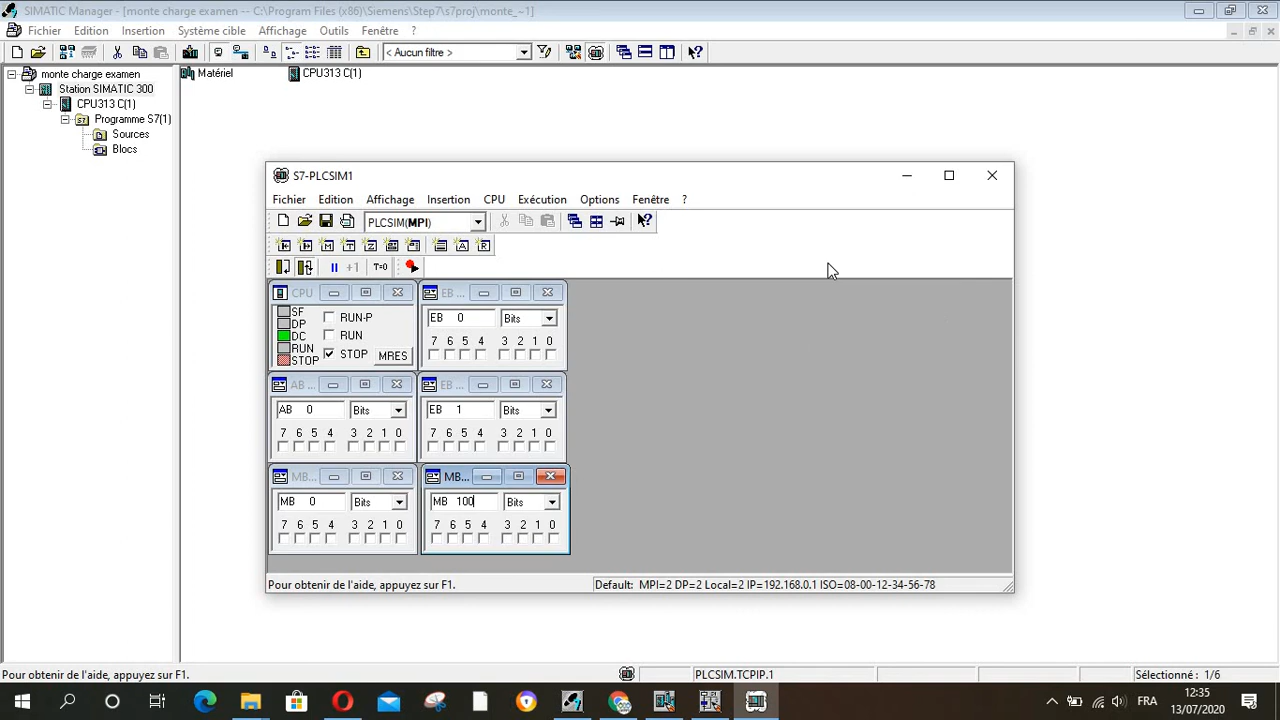 SIMATIC Manager - [monte charge examen -- C:\Program Files (x86)\Siemens\Step7\s7proj\monte_~1]
Fichier Edition Insertion Système cible Affichage Outils Fenêtre ?
< Aucun filtre >
monte charge examen
Station SIMATIC 300
CPU313 C(1)
Programme S7(1)
Sources
Blocs
Matériel CPU313 C(1)
S7-PLCSIM1
Fichier Edition Affichage Insertion CPU Exécution Options Fenêtre ?
PLCSIM(MPI)
+1 T=0
CPU
SF
DP
DC
RUN
STOP
RUN-P
RUN
STOP
MRES
EB ...
EB 0 Bits
7 6 5 4 3 2 1 0
AB ...
AB 0 Bits
7 6 5 4 3 2 1 0
EB ...
EB 1 Bits
7 6 5 4 3 2 1 0
MB...
MB 0 Bits
7 6 5 4 3 2 1 0
MB...
MB 100 Bits
7 6 5 4 3 2 1 0
Pour obtenir de l'aide, appuyez sur F1.
Default: MPI=2 DP=2 Local=2 IP=192.168.0.1 ISO=08-00-12-34-56-78
Pour obtenir de l'aide, appuyez sur F1.
PLCSIM.TCPIP.1
Sélectionné : 1/6
FRA
12:35
13/07/2020